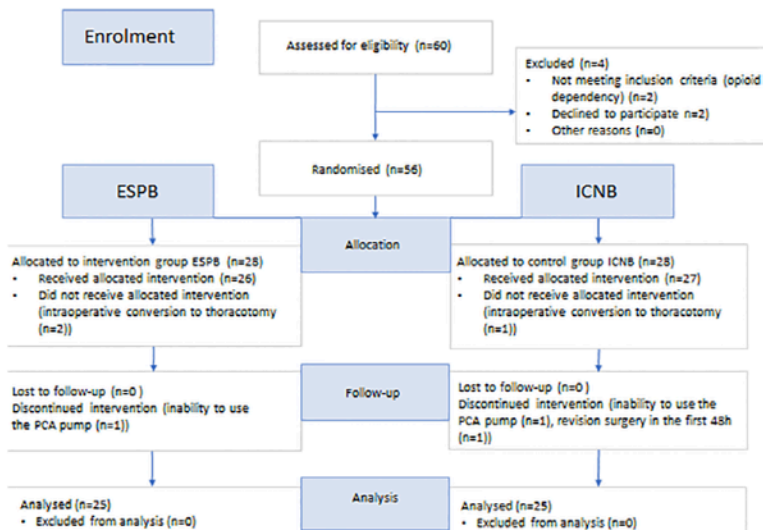 Enrolment
Assessed for eligibility (n=60)
Excluded (n=4)
• Not meeting inclusion criteria (opioid
dependency) (n=2)
• Declined to participate n=2)
• Other reasons (n=0)
Randomised (n=56)
ESPB
ICNB
Allocation
Allocated to intervention group ESPB (n=28)
• Received allocated intervention (n=26)
• Did not receive allocated intervention
(intraoperative conversion to thoracotomy
(n=2))
Allocated to control group ICNB (n=28)
• Received allocated intervention (n=27)
• Did not receive allocated intervention
(intraoperative conversion to thoracotomy
(n=1))
Follow-up
Lost to follow-up (n=0 )
Discontinued intervention (inability to use
the PCA pump (n=1))
Lost to follow-up (n=0 )
Discontinued intervention (inability to use the
PCA pump (n=1), revision surgery in the first 48h
(n=1))
Analysis
Analysed (n=25)
• Excluded from analysis (n=0)
Analysed (n=25)
• Excluded from analysis (n=0)